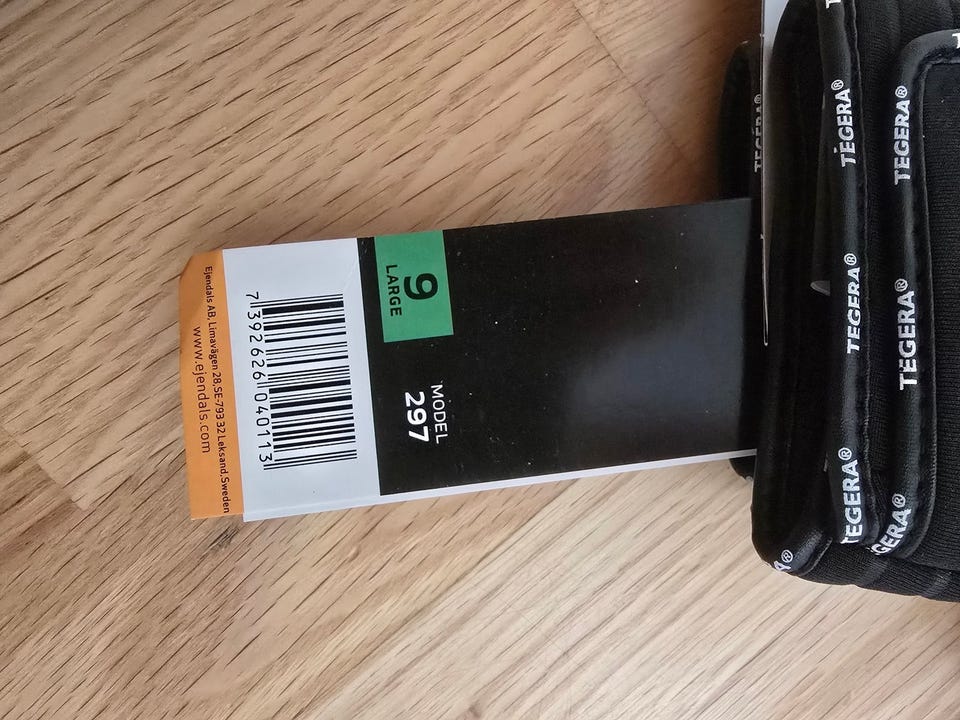 9
LARGE
MODEL
297
7 392626 040113
Ejendals AB, Limavägen 28,SE-793 32 Leksand.Sweden
www.ejendals.com
TEGERA®
TEGERA®
TEGERA®
TEGERA®
TEGERA®
TEGERA®